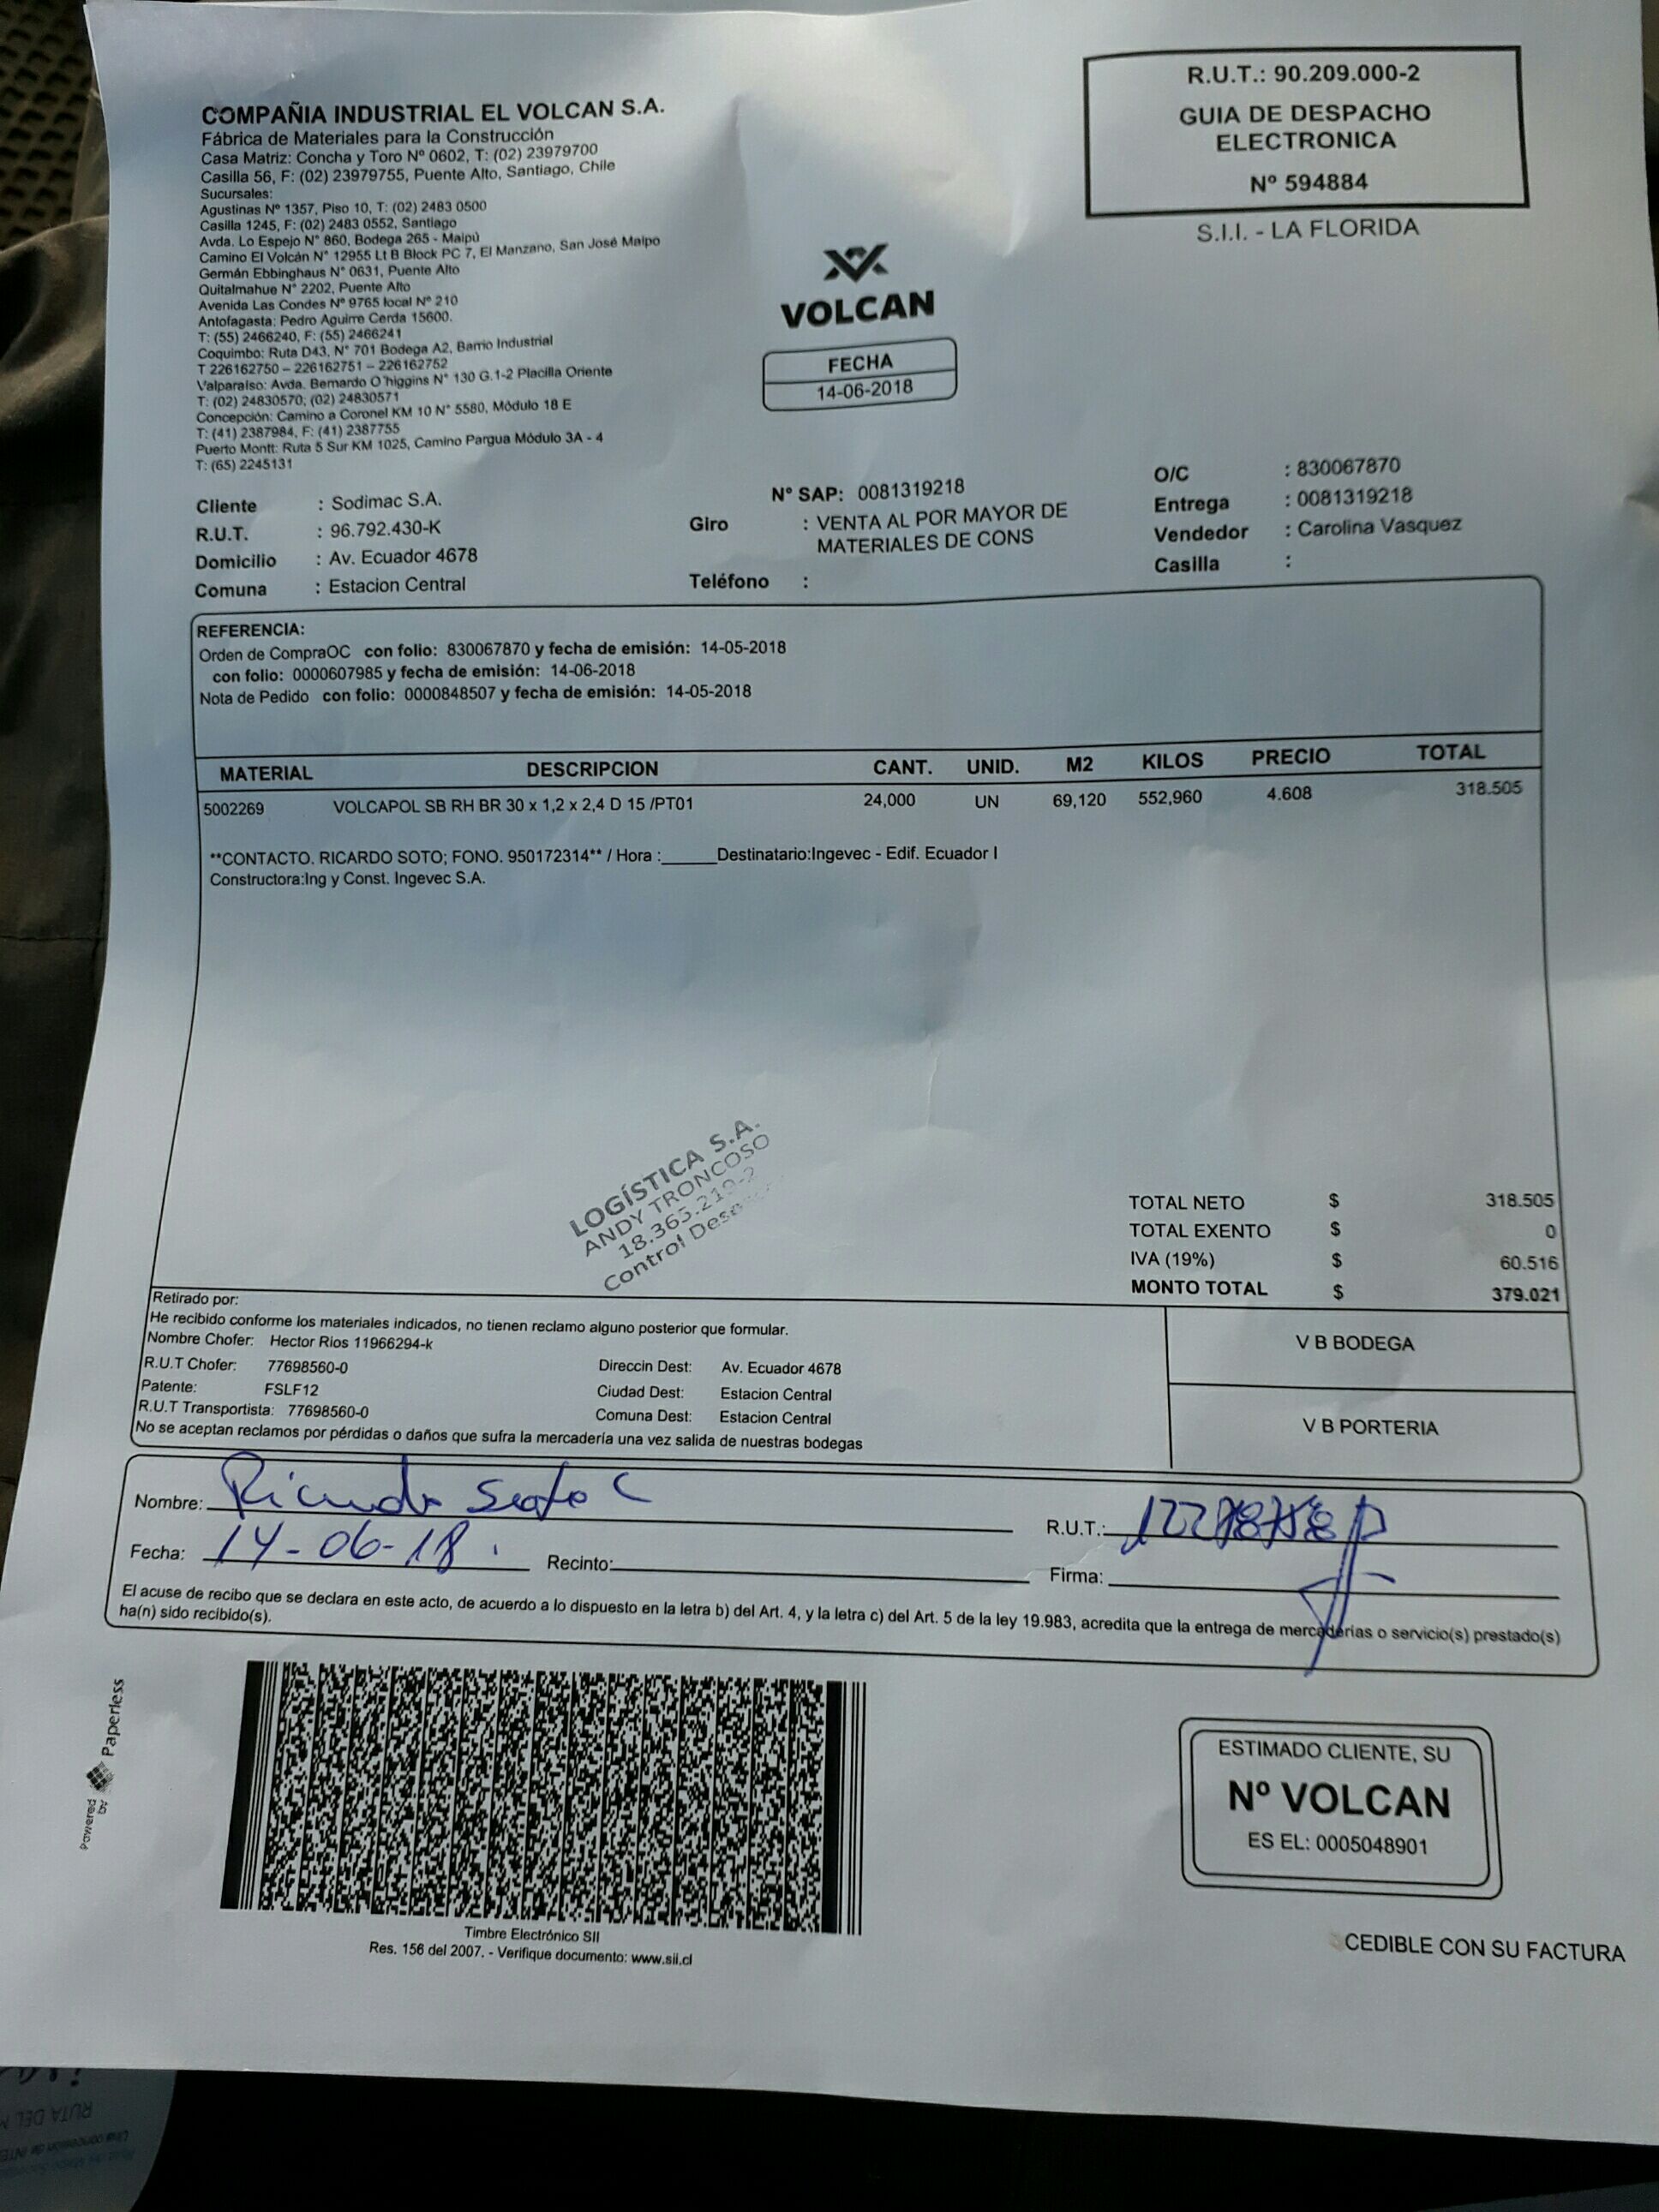 COMPAÑIA INDUSTRIAL EL VOLCAN S.A.
Fábrica de Materiales para la Construcción
Casa Matriz: Concha y Toro Nº 0602, T: (02) 23979700
Casilla 56, F: (02) 23979755, Puente Alto, Santiago, Chile
Sucursales:
Agustinas Nº 1357, Piso 10, T: (02) 2483 0500
Casilla 1245, F: (02) 2483 0552, Santiago
Avda. Lo Espejo N° 860, Bodega 265 - Maipú
Camino El Volcán N° 12955 Lt B Block PC 7, El Manzano, San José Maipo
Germán Ebbinghaus N° 0631, Puente Alto
Quitalmahue N° 2202, Puente Alto
Avenida Las Condes Nº 9765 local Nº 210
Antofagasta: Pedro Aguirre Cerda 15600.
T: (55) 2466240, F: (55) 2466241
Coquimbo: Ruta D43, N° 701 Bodega A2, Barrio Industrial
T 226162750 – 226162751 – 226162752
Valparaíso: Avda. Bernardo O´higgins N° 130 G.1-2 Placilla Oriente
T: (02) 24830570; (02) 24830571
Concepción: Camino a Coronel KM 10 N° 5580, Módulo 18 E
T: (41) 2387984, F: (41) 2387755
Puerto Montt: Ruta 5 Sur KM 1025, Camino Pargua Módulo 3A - 4
T: (65) 2245131
VOLCAN
FECHA
14-06-2018
R.U.T.: 90.209.000-2
GUIA DE DESPACHO
ELECTRONICA
Nº 594884
S.I.I. - LA FLORIDA
Cliente : Sodimac S.A.
R.U.T. : 96.792.430-K
Domicilio : Av. Ecuador 4678
Comuna : Estacion Central
N° SAP: 0081319218
Giro : VENTA AL POR MAYOR DE
MATERIALES DE CONS
Teléfono :
O/C : 830067870
Entrega : 0081319218
Vendedor : Carolina Vasquez
Casilla :
REFERENCIA:
Orden de CompraOC con folio: 830067870 y fecha de emisión: 14-05-2018
con folio: 0000607985 y fecha de emisión: 14-06-2018
Nota de Pedido con folio: 0000848507 y fecha de emisión: 14-05-2018
MATERIAL DESCRIPCION CANT. UNID. M2 KILOS PRECIO TOTAL
5002269 VOLCAPOL SB RH BR 30 x 1,2 x 2,4 D 15 /PT01 24,000 UN 69,120 552,960 4.608 318.505
**CONTACTO. RICARDO SOTO; FONO. 950172314** / Hora :______Destinatario:Ingevec - Edif. Ecuador I
Constructora:Ing y Const. Ingevec S.A.
LOGÍSTICA S.A.
ANDY TRONCOSO
18.365.219-2
Control
TOTAL NETO $ 318.505
TOTAL EXENTO $ 0
IVA (19%) $ 60.516
MONTO TOTAL $ 379.021
Retirado por:
He recibido conforme los materiales indicados, no tienen reclamo alguno posterior que formular.
Nombre Chofer: Hector Rios 11966294-k
R.U.T Chofer: 77698560-0 Direccin Dest: Av. Ecuador 4678
Patente: FSLF12 Ciudad Dest: Estacion Central
R.U.T Transportista: 77698560-0 Comuna Dest: Estacion Central
No se aceptan reclamos por pérdidas o daños que sufra la mercadería una vez salida de nuestras bodegas
V B BODEGA
V B PORTERIA
Nombre: Ricardo Soto C
R.U.T.:
Fecha: 14-06-18. Recinto:
Firma:
El acuse de recibo que se declara en este acto, de acuerdo a lo dispuesto en la letra b) del Art. 4, y la letra c) del Art. 5 de la ley 19.983, acredita que la entrega de mercaderías o servicio(s) prestado(s)
ha(n) sido recibido(s).
Powered by Paperless
Timbre Electrónico SII
Res. 156 del 2007. - Verifique documento: www.sii.cl
ESTIMADO CLIENTE, SU
Nº VOLCAN
ES EL: 0005048901
CEDIBLE CON SU FACTURA
RUTA DEL